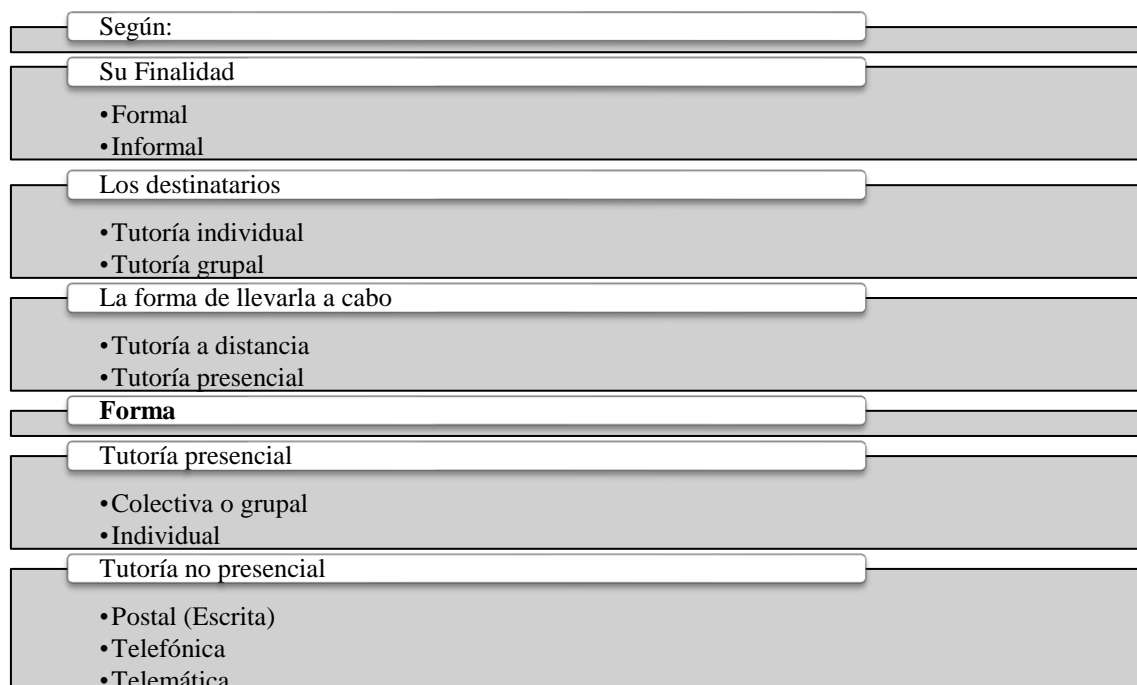 Según:
Su Finalidad
•Formal
•Informal
Los destinatarios
•Tutoría individual
•Tutoría grupal
La forma de llevarla a cabo
•Tutoría a distancia
•Tutoría presencial
Forma
Tutoría presencial
•Colectiva o grupal
•Individual
Tutoría no presencial
•Postal (Escrita)
•Telefónica
•Telemática